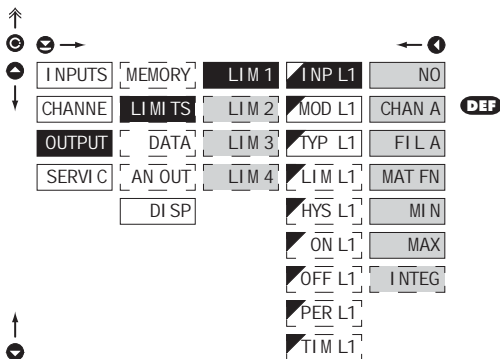 INPUTS MEMORY LIM 1 INP L1 NO
CHANNE LIMITS LIM 2 MOD L1 CHAN A DEF
OUTPUT DATA LIM 3 TYP L1 FIL A
SERVIC AN OUT LIM 4 LIM L1 MAT FN
DISP HYS L1 MIN
ON L1 MAX
OFF L1 INTEG
PER L1
TIM L1